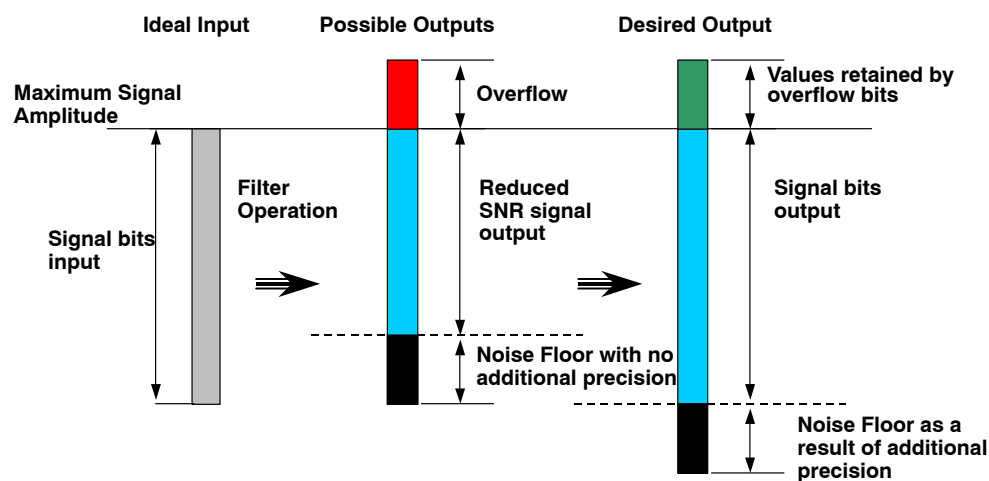 Ideal Input
Possible Outputs
Desired Output
Maximum Signal
Amplitude
Overflow
Values retained by
overflow bits
Filter
Operation
Reduced
SNR signal
output
Signal bits
output
Signal bits
input
Noise Floor with no
additional precision
Noise Floor as a
result of additional
precision